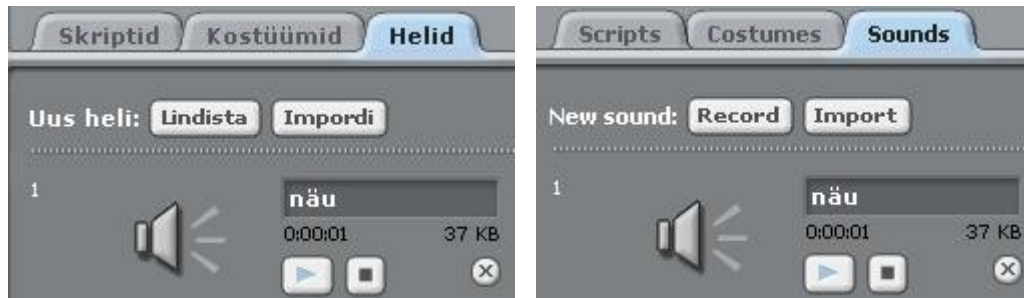 Skriptid Kostüümid Helid
Uus heli: Lindista Impordi
1
näu
0:00:01 37 KB
Scripts Costumes Sounds
New sound: Record Import
1
näu
0:00:01 37 KB